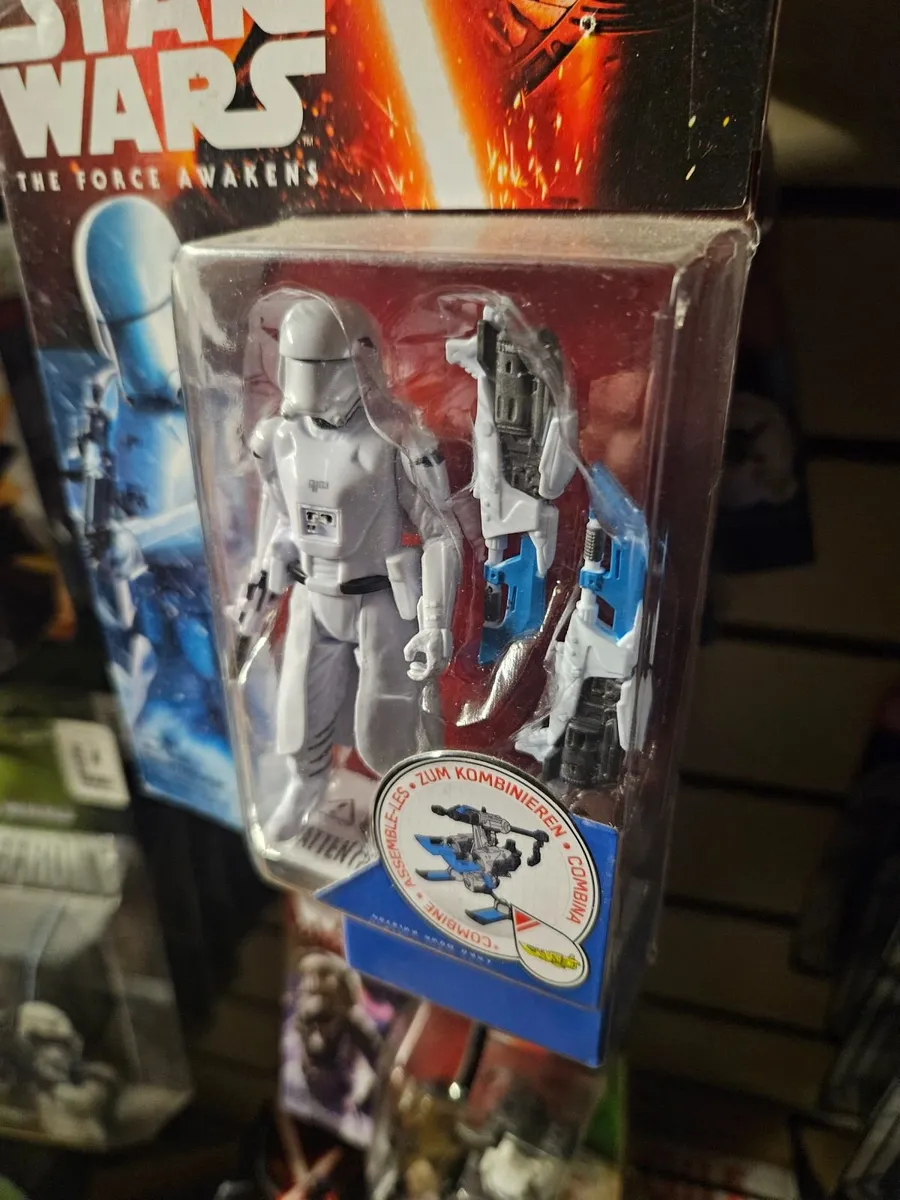 STAR
WARS
THE FORCE AWAKENS
ASSEMBLE-LES • ZUM KOMBINIEREN • COMBINA
• COMBINE •